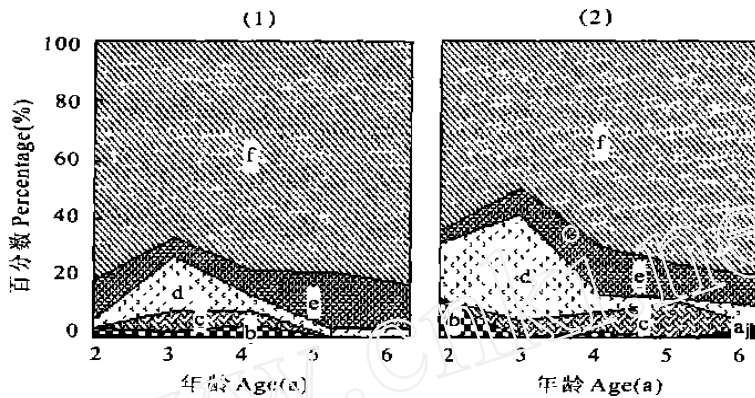 (1) (2)
百分数 Percentage(%)
100 80 60 40 20 0
f d c b e
2 3 4 5 6
年龄 Age(a)
f e d c b a
2 3 4 5 6
年龄 Age(a)